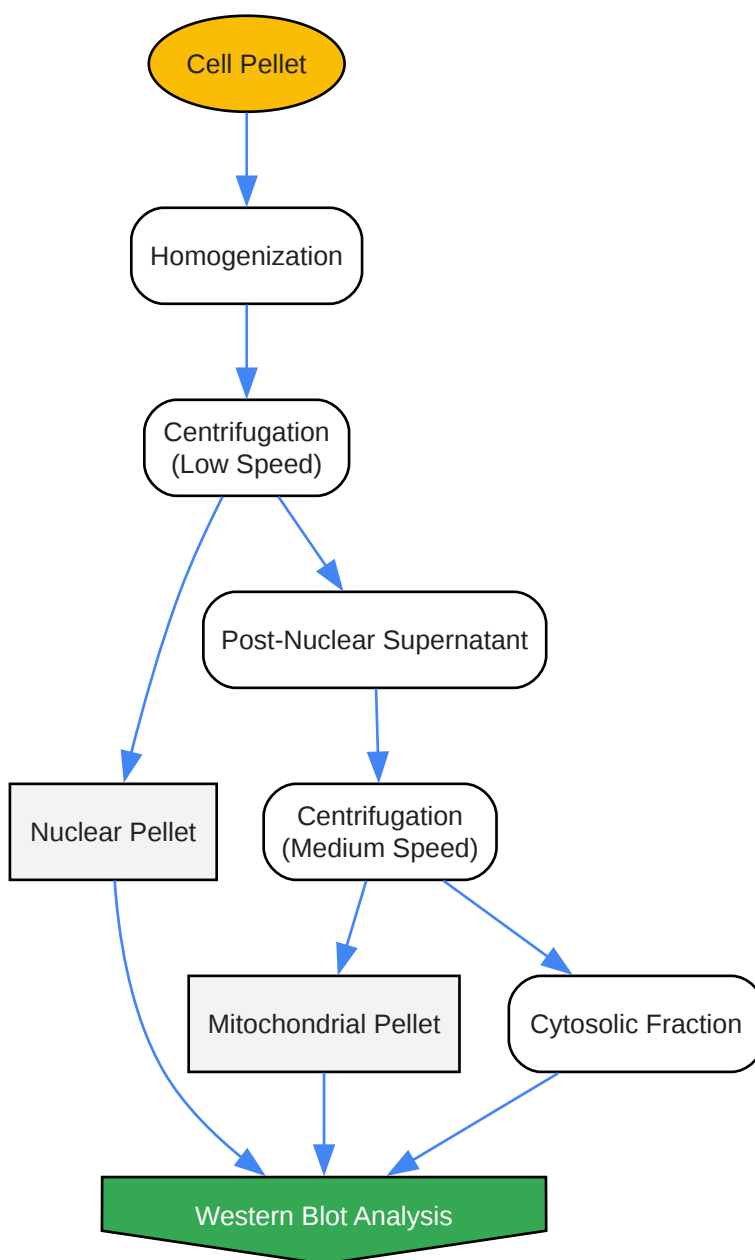 Cell Pellet
Homogenization
Centrifugation
(Low Speed)
Post-Nuclear Supernatant
Nuclear Pellet
Centrifugation
(Medium Speed)
Mitochondrial Pellet
Cytosolic Fraction
Western Blot Analysis